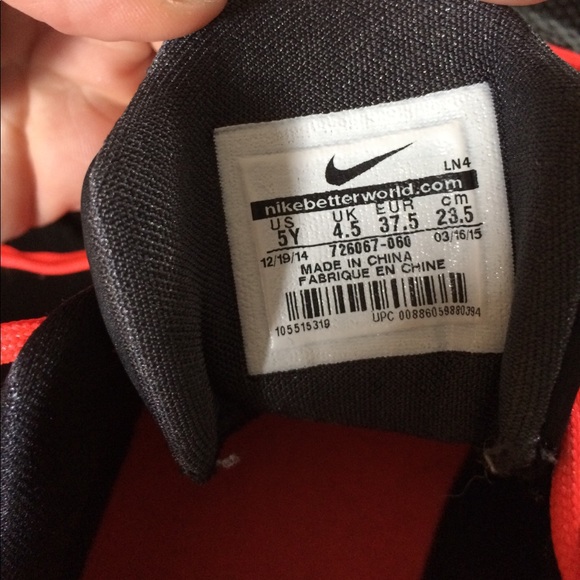 LN4
nikebetterworld.com
US UK EUR cm
5Y 4.5 37.5 23.5
12/19/14 726067-060 03/16/15
MADE IN CHINA
FABRIQUE EN CHINE
105515319 UPC 00886059880394